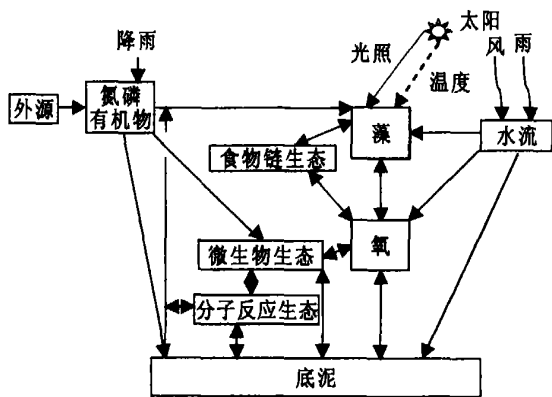 降雨
光照
太阳
风 雨
温度
外源
氮磷
有机物
藻
水流
食物链生态
氧
微生物生态
分子反应生态
底泥